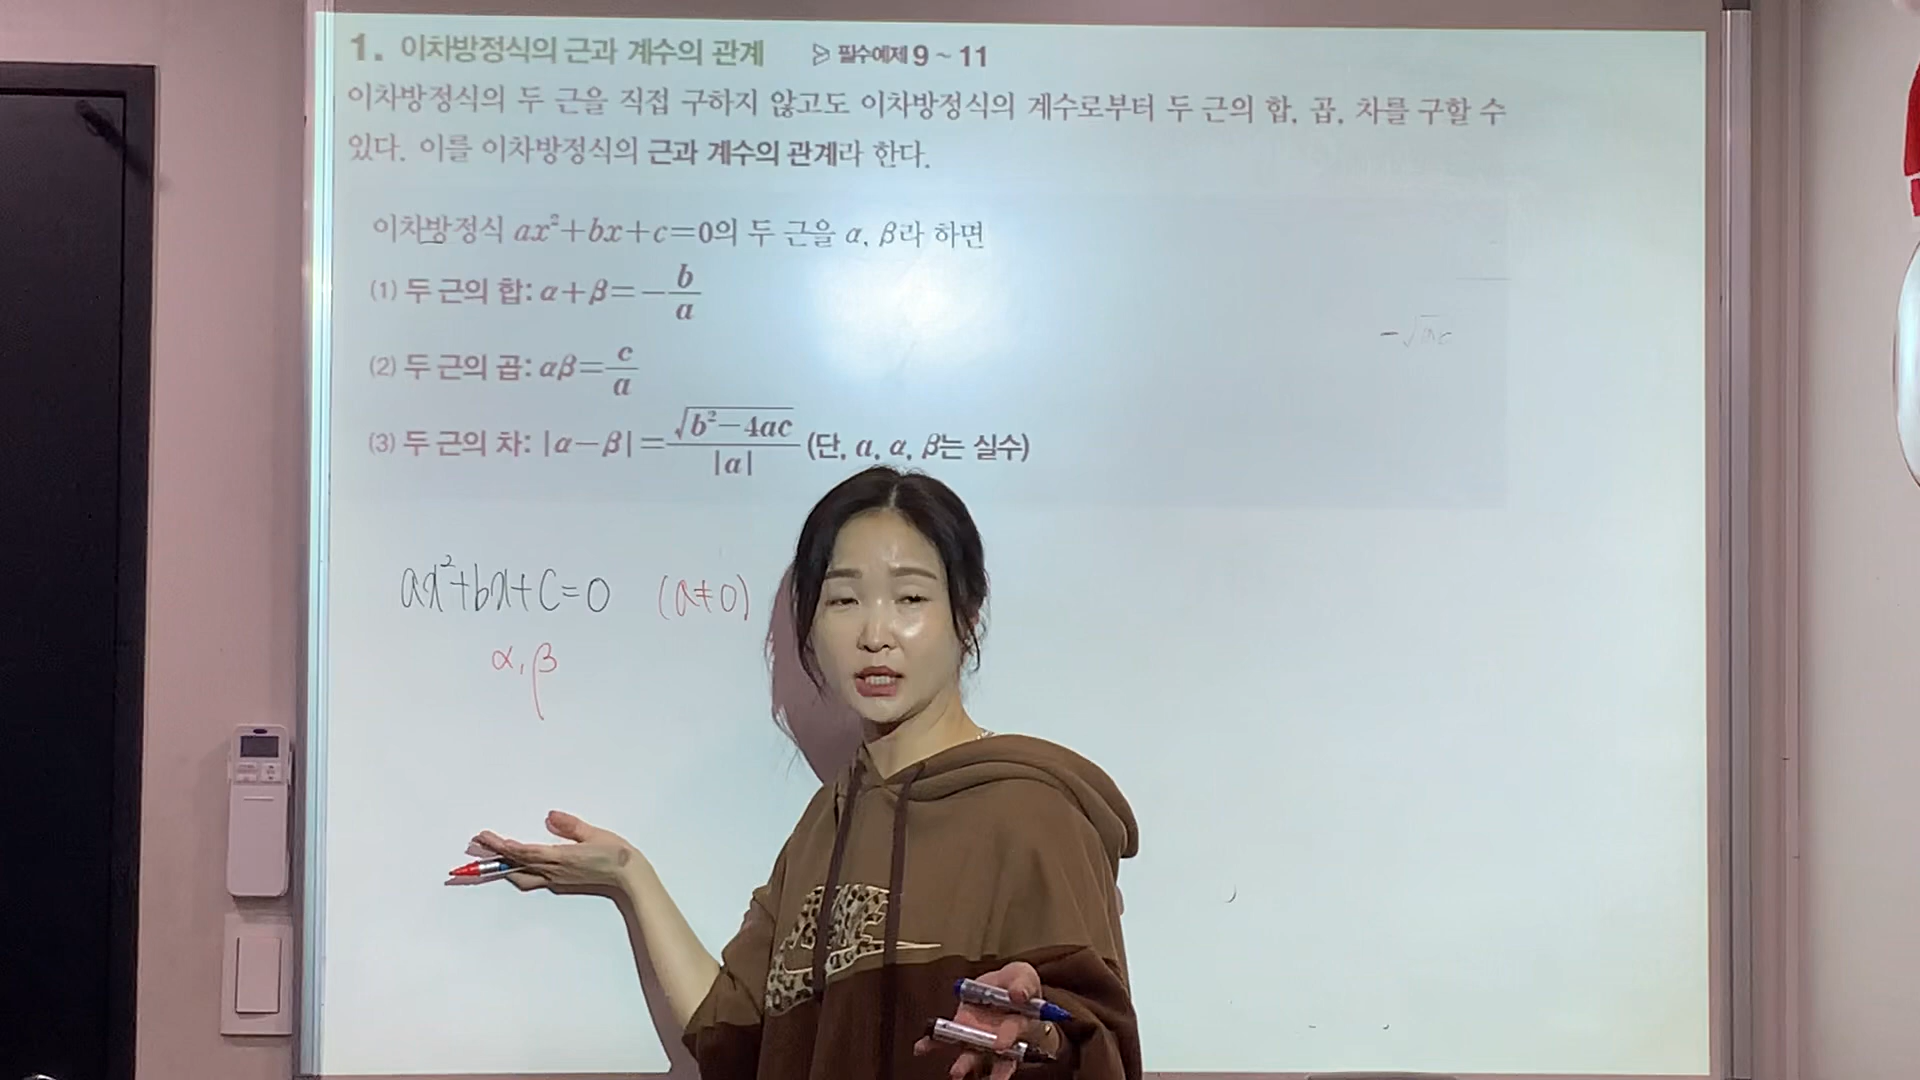 1. 이차방정식의 근과 계수의 관계 ▷ 필수예제 9 ~ 11
이차방정식의 두 근을 직접 구하지 않고도 이차방정식의 계수로부터 두 근의 합, 곱, 차를 구할 수
있다. 이를 이차방정식의 근과 계수의 관계라 한다.
이차방정식 ax²+bx+c=0의 두 근을 α, β라 하면
(1) 두 근의 합: α+β=-b/a
(2) 두 근의 곱: αβ=c/a
(3) 두 근의 차: |α-β|=√(b²-4ac)/|a| (단, a, α, β는 실수)
ax²+bx+c=0 (a≠0)
α, β